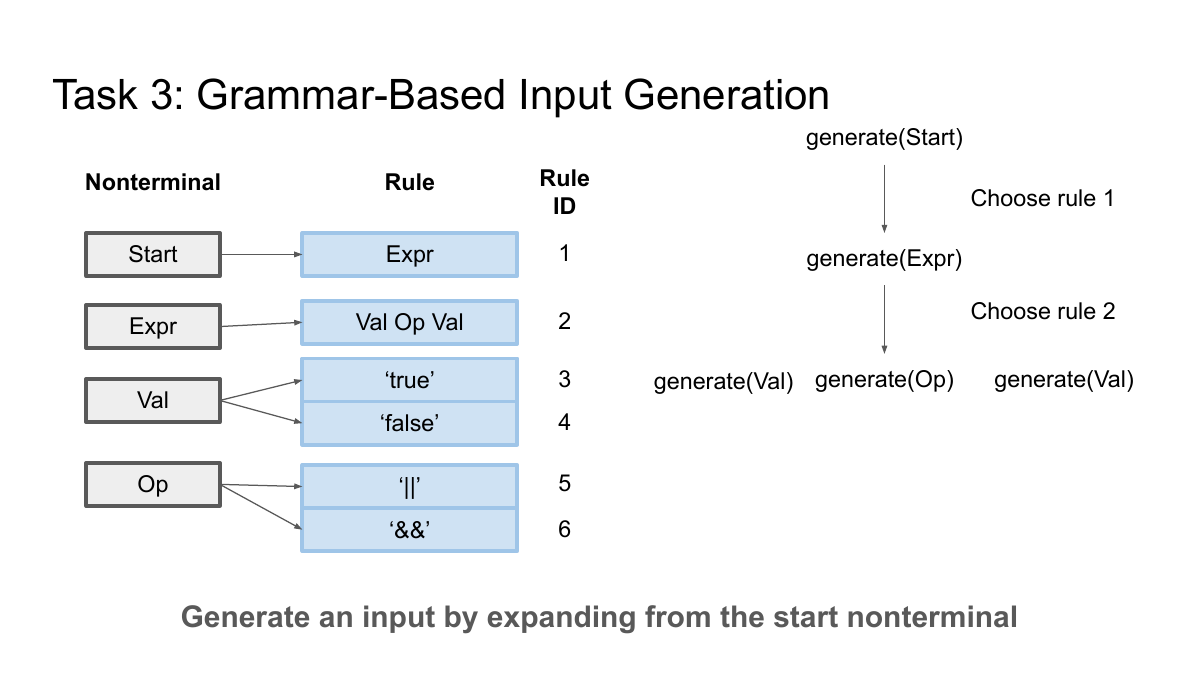 Task 3: Grammar-Based Input Generation
Nonterminal
Rule
Rule
ID
Start
Expr
1
Expr
Val Op Val
2
Val
‘true’
3
‘false’
4
Op
‘||’
5
‘&&’
6
generate(Start)
Choose rule 1
generate(Expr)
Choose rule 2
generate(Val)
generate(Op)
generate(Val)
Generate an input by expanding from the start nonterminal